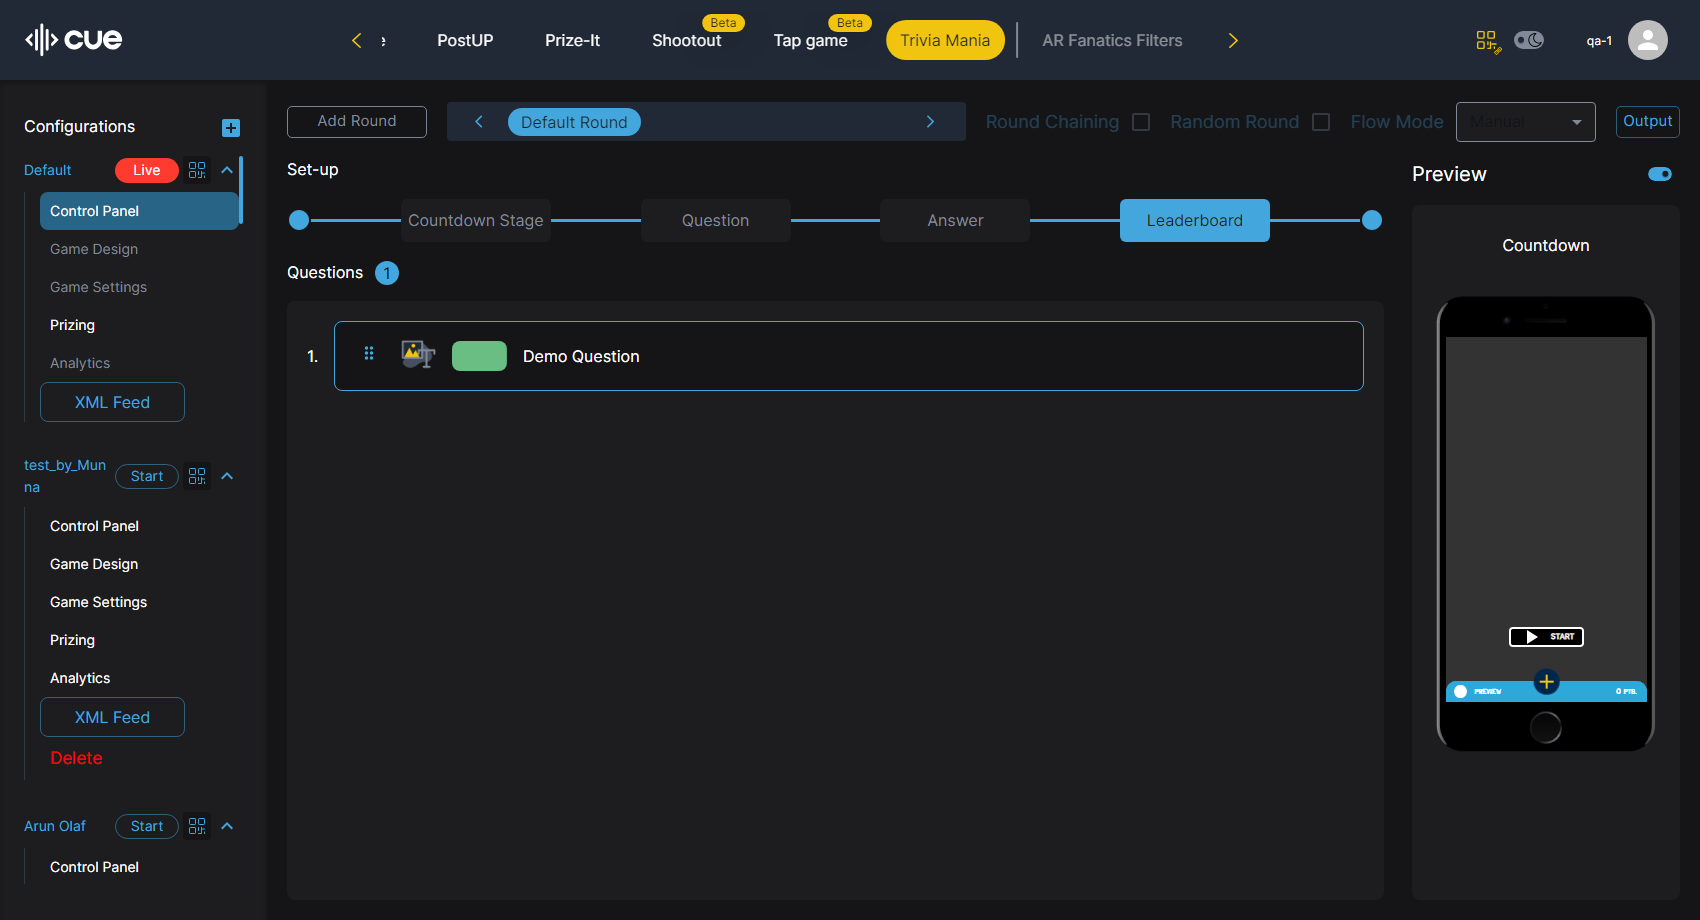 cue
e
PostUP
Prize-It
Beta
Shootout
Beta
Tap game
Trivia Mania
AR Fanatics Filters
qa-1
Configurations
Default
Live
Control Panel
Game Design
Game Settings
Prizing
Analytics
XML Feed
test_by_Mun
na
Start
Control Panel
Game Design
Game Settings
Prizing
Analytics
XML Feed
Delete
Arun Olaf
Start
Control Panel
Add Round
Default Round
Round Chaining
Random Round
Flow Mode
Manual
Output
Set-up
Countdown Stage
Question
Answer
Leaderboard
Questions 1
1.
Demo Question
Preview
Countdown
START
PREVIEW
0 PTS.